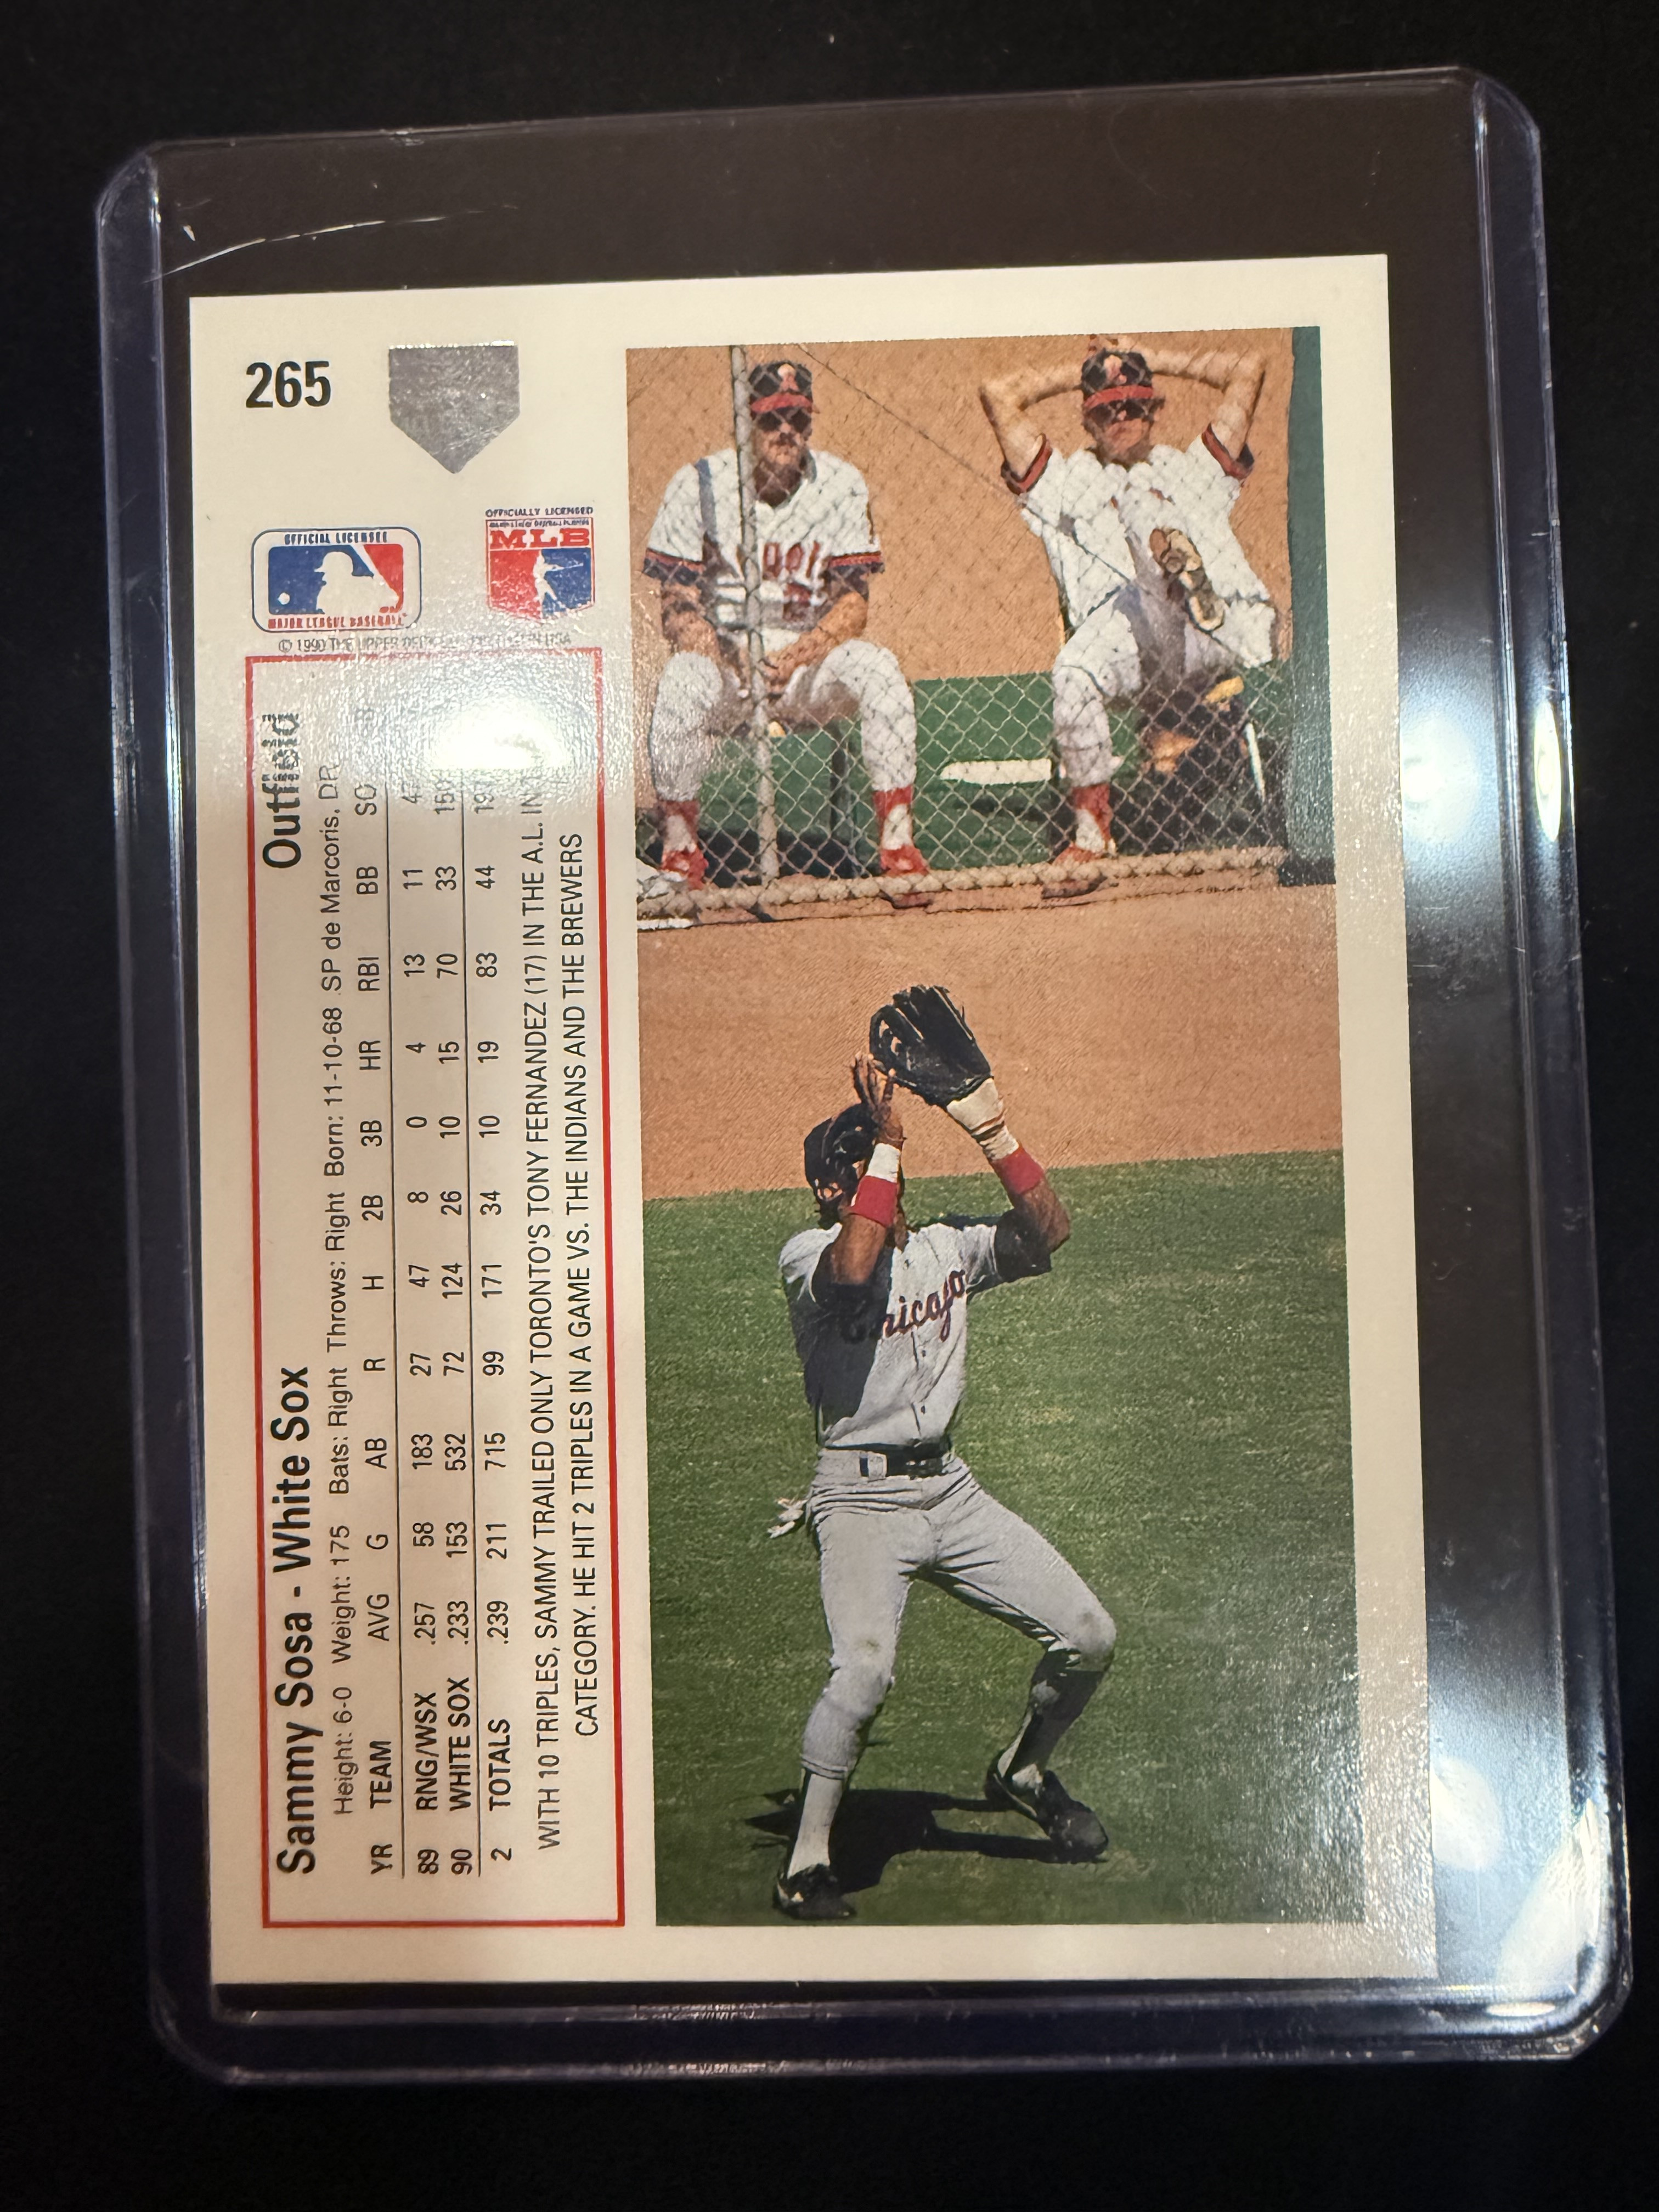 265
OFFICIAL LICENSEE
MAJOR LEAGUE BASEBALL
OFFICIALLY LICENSED
MLB
© 1990 THE UPPER DECK
Sammy Sosa - White Sox Outfield
Height: 6-0 Weight: 175 Bats: Right Throws: Right Born: 11-10-68 SP de Marcoris, DR
YR TEAM AVG G AB R H 2B 3B HR RBI BB SO
89 RNG/WSX .257 58 183 27 47 8 0 4 13 11
90 WHITE SOX .233 153 532 72 124 26 10 15 70 33
2 TOTALS .239 211 715 99 171 34 10 19 83 44
WITH 10 TRIPLES, SAMMY TRAILED ONLY TORONTO'S TONY FERNANDEZ (17) IN THE A.L. IN
CATEGORY. HE HIT 2 TRIPLES IN A GAME VS. THE INDIANS AND THE BREWERS
Chicago